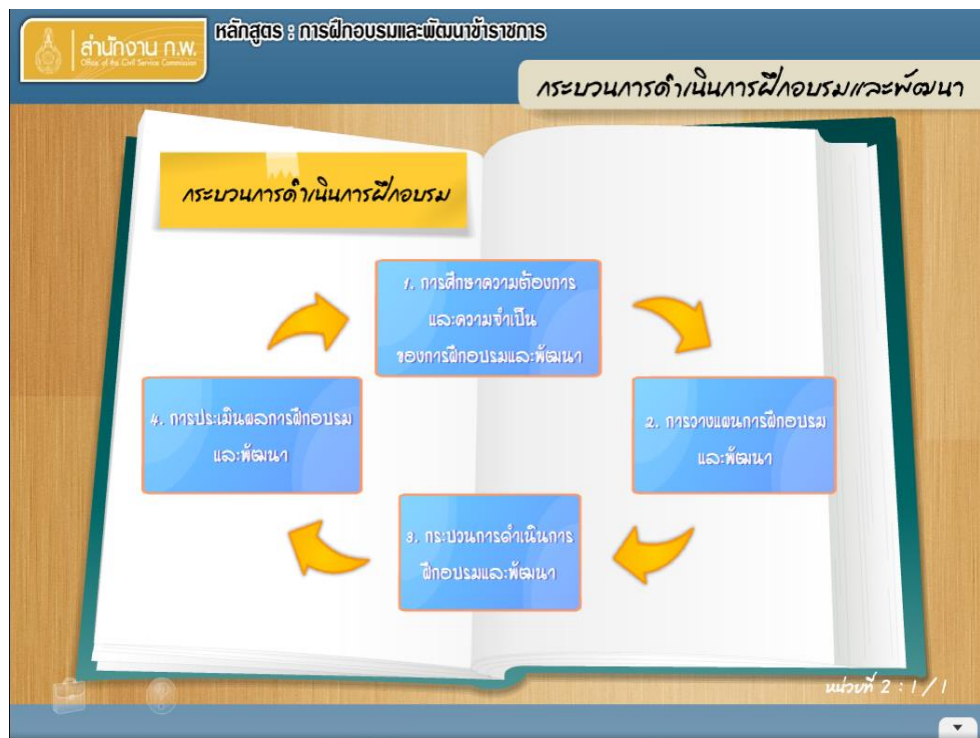 สำนักงาน ก.พ.
Office of the Civil Service Commission
หลักสูตร : การฝึกอบรมและพัฒนาข้าราชการ
กระบวนการดำเนินการฝึกอบรมและพัฒนา
กระบวนการดำเนินการฝึกอบรม
1. การศึกษาความต้องการ
และความจำเป็น
ของการฝึกอบรมและพัฒนา
2. การวางแผนการฝึกอบรม
และพัฒนา
3. กระบวนการดำเนินการ
ฝึกอบรมและพัฒนา
4. การประเมินผลการฝึกอบรม
และพัฒนา
หน่วยที่ 2 : 1 / 1